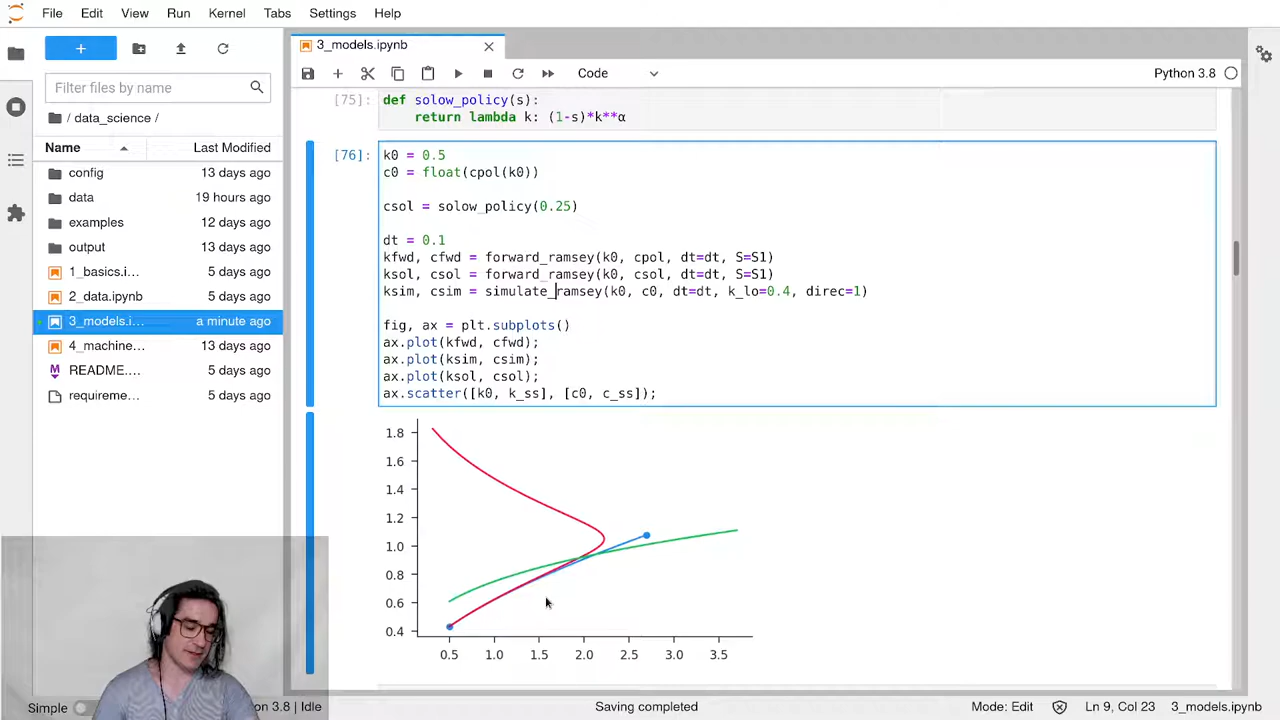 File Edit View Run Kernel Tabs Settings Help
3_models.ipynb
Filter files by name
Code
Python 3.8
/ data_science /
Name Last Modified
config 13 days ago
data 19 hours ago
examples 12 days ago
output 13 days ago
1_basics.i… 5 days ago
2_data.ipynb 5 days ago
3_models.i… a minute ago
4_machine… 13 days ago
README.… 5 days ago
requireme… 5 days ago
[75]: def solow_policy(s):
return lambda k: (1-s)*k**α
[76]: k0 = 0.5
c0 = float(cpol(k0))
csol = solow_policy(0.25)
dt = 0.1
kfwd, cfwd = forward_ramsey(k0, cpol, dt=dt, S=S1)
ksol, csol = forward_ramsey(k0, csol, dt=dt, S=S1)
ksim, csim = simulate_ramsey(k0, c0, dt=dt, k_lo=0.4, direc=1)
fig, ax = plt.subplots()
ax.plot(kfwd, cfwd);
ax.plot(ksim, csim);
ax.plot(ksol, csol);
ax.scatter([k0, k_ss], [c0, c_ss]);
1.8
1.6
1.4
1.2
1.0
0.8
0.6
0.4
0.5 1.0 1.5 2.0 2.5 3.0 3.5
Simple
on 3.8 | Idle
Saving completed
Mode: Edit
Ln 9, Col 23
3_models.ipynb